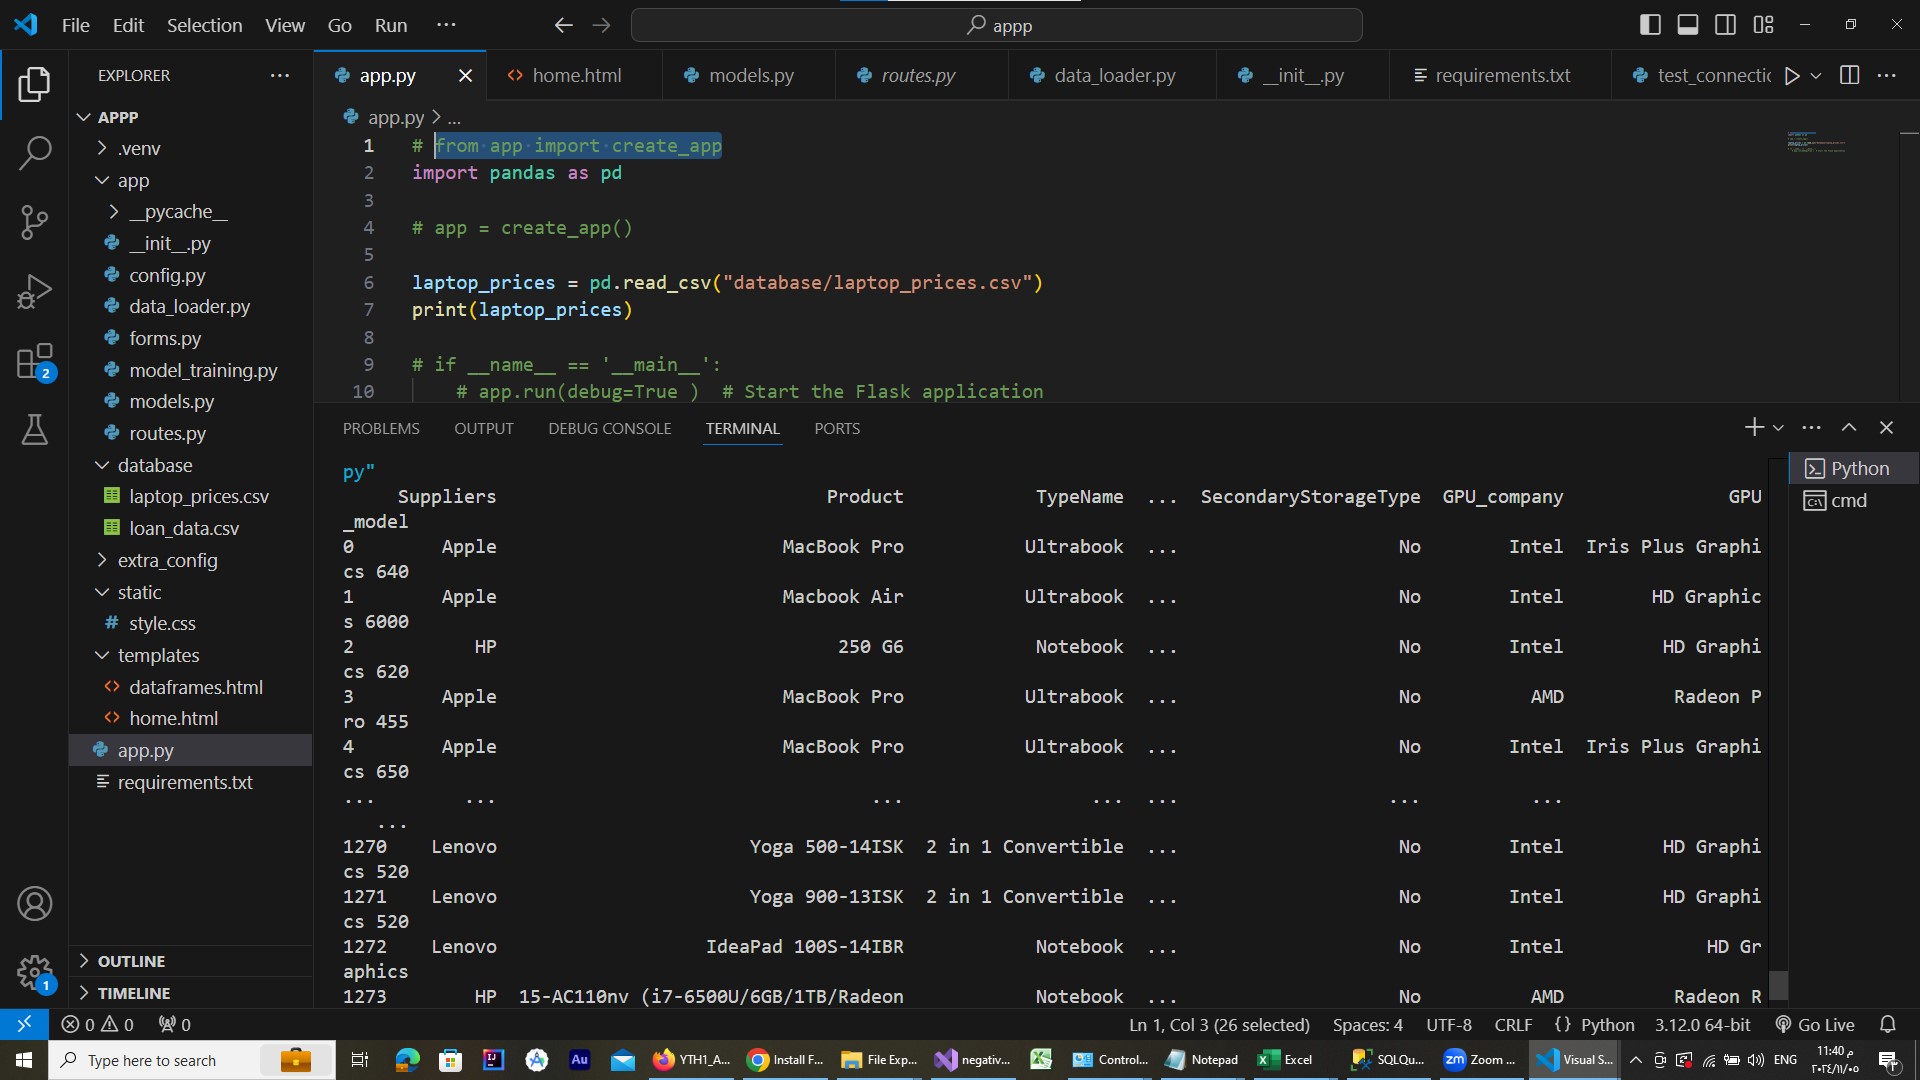 File Edit Selection View Go Run ···
appp
EXPLORER ···
APPP
.venv
app
__pycache__
__init__.py
config.py
data_loader.py
forms.py
model_training.py
models.py
routes.py
database
laptop_prices.csv
loan_data.csv
extra_config
static
style.css
templates
dataframes.html
home.html
app.py
requirements.txt
OUTLINE
TIMELINE
2
1
app.py home.html models.py routes.py data_loader.py __init__.py requirements.txt test_connectic
app.py > ...
1 # from app import create_app
2 import pandas as pd
3
4 # app = create_app()
5
6 laptop_prices = pd.read_csv("database/laptop_prices.csv")
7 print(laptop_prices)
8
9 # if __name__ == '__main__':
10 # app.run(debug=True ) # Start the Flask application
PROBLEMS OUTPUT DEBUG CONSOLE TERMINAL PORTS
Python
cmd
py"
Suppliers Product TypeName ... SecondaryStorageType GPU_company GPU
_model
0 Apple MacBook Pro Ultrabook ... No Intel Iris Plus Graphi
cs 640
1 Apple Macbook Air Ultrabook ... No Intel HD Graphic
s 6000
2 HP 250 G6 Notebook ... No Intel HD Graphi
cs 620
3 Apple MacBook Pro Ultrabook ... No AMD Radeon P
ro 455
4 Apple MacBook Pro Ultrabook ... No Intel Iris Plus Graphi
cs 650
... ... ... ... ... ... ...
...
1270 Lenovo Yoga 500-14ISK 2 in 1 Convertible ... No Intel HD Graphi
cs 520
1271 Lenovo Yoga 900-13ISK 2 in 1 Convertible ... No Intel HD Graphi
cs 520
1272 Lenovo IdeaPad 100S-14IBR Notebook ... No Intel HD Gr
aphics
1273 HP 15-AC110nv (i7-6500U/6GB/1TB/Radeon Notebook ... No AMD Radeon R
0 0 0 Ln 1, Col 3 (26 selected) Spaces: 4 UTF-8 CRLF {} Python 3.12.0 64-bit Go Live
Type here to search YTH1_A... Install F... File Exp... negativ... Control... Notepad Excel SQLQu... Zoom ... Visual S... ENG
11:40 م
٢٠٢٤/١١/٠٥
1